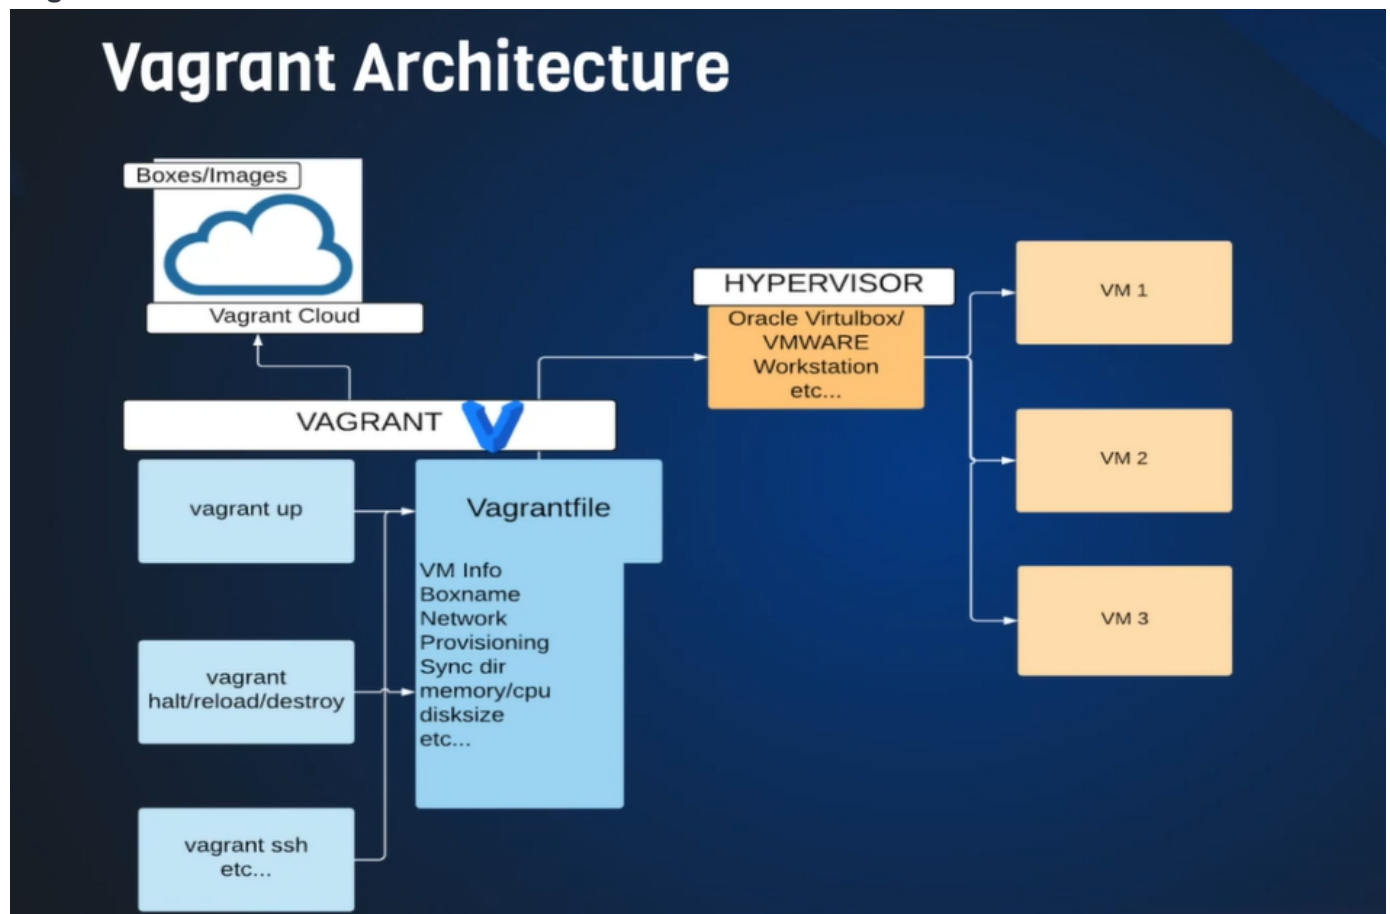 Vagrant Architecture
Boxes/Images
Vagrant Cloud
VAGRANT
vagrant up
vagrant
halt/reload/destroy
vagrant ssh
etc...
Vagrantfile
VM Info
Boxname
Network
Provisioning
Sync dir
memory/cpu
disksize
etc...
HYPERVISOR
Oracle Virtulbox/
VMWARE
Workstation
etc...
VM 1
VM 2
VM 3